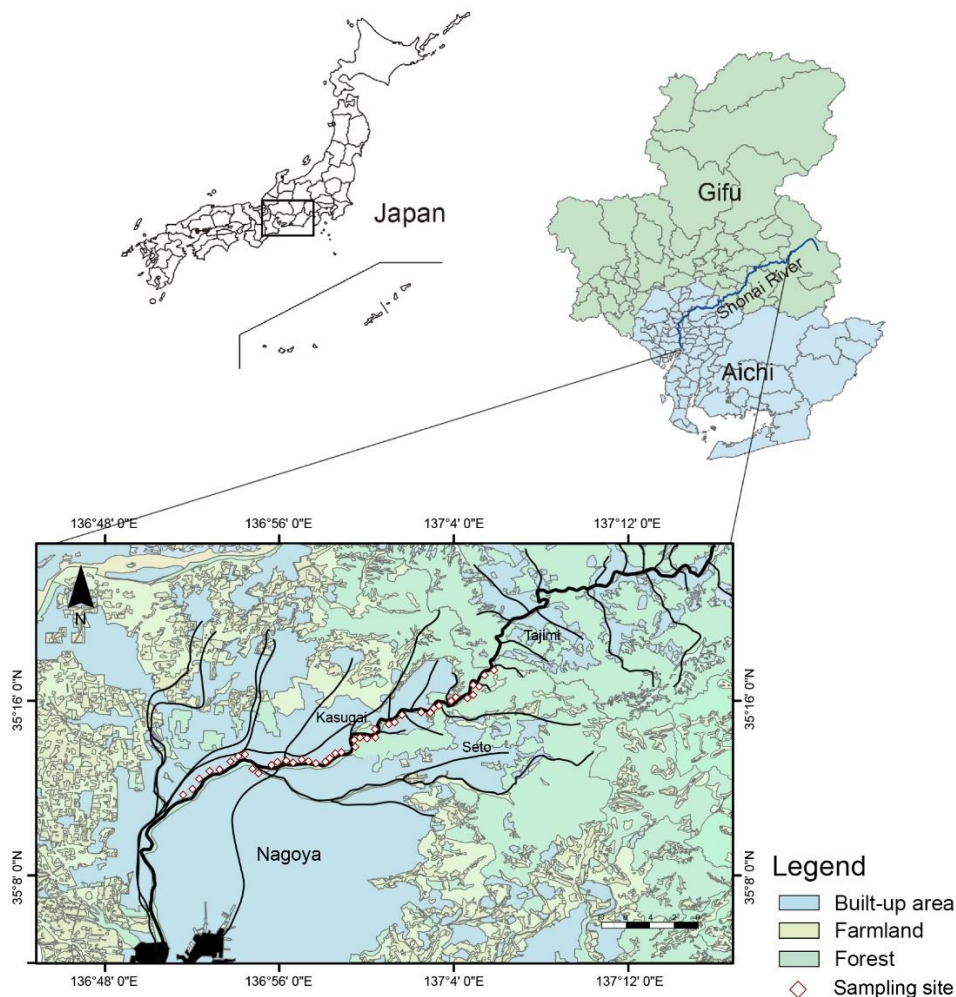 Japan
Gifu
Shonai River
Aichi
136°48' 0"E
136°56' 0"E
137°4' 0"E
137°12' 0"E
N
Tajimi
35°16' 0"N
35°16' 0"N
Kasugai
Seto
Nagoya
35°8' 0"N
35°8' 0"N
136°48' 0"E
136°56' 0"E
137°4' 0"E
137°12' 0"E
Legend
Built-up area
Farmland
Forest
Sampling site